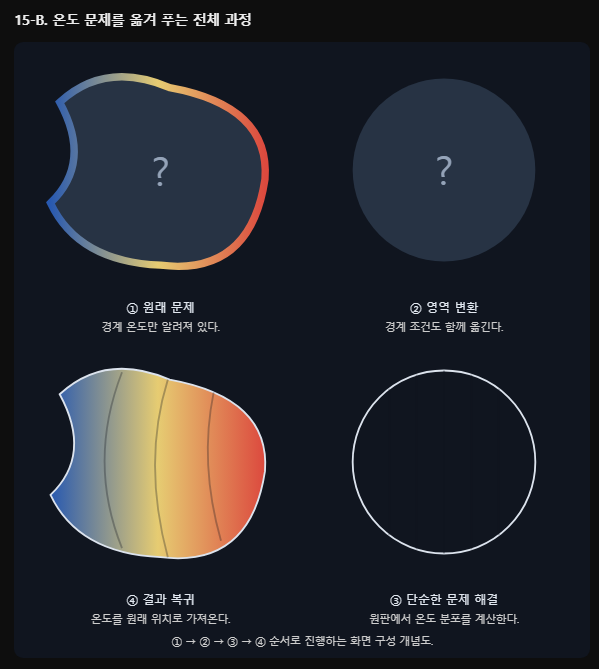 15-B. 온도 문제를 옮겨 푸는 전체 과정
?
?
① 원래 문제
경계 온도만 알려져 있다.
② 영역 변환
경계 조건도 함께 옮긴다.
④ 결과 복귀
온도를 원래 위치로 가져온다.
③ 단순한 문제 해결
원판에서 온도 분포를 계산한다.
① → ② → ③ → ④ 순서로 진행하는 화면 구성 개념도.